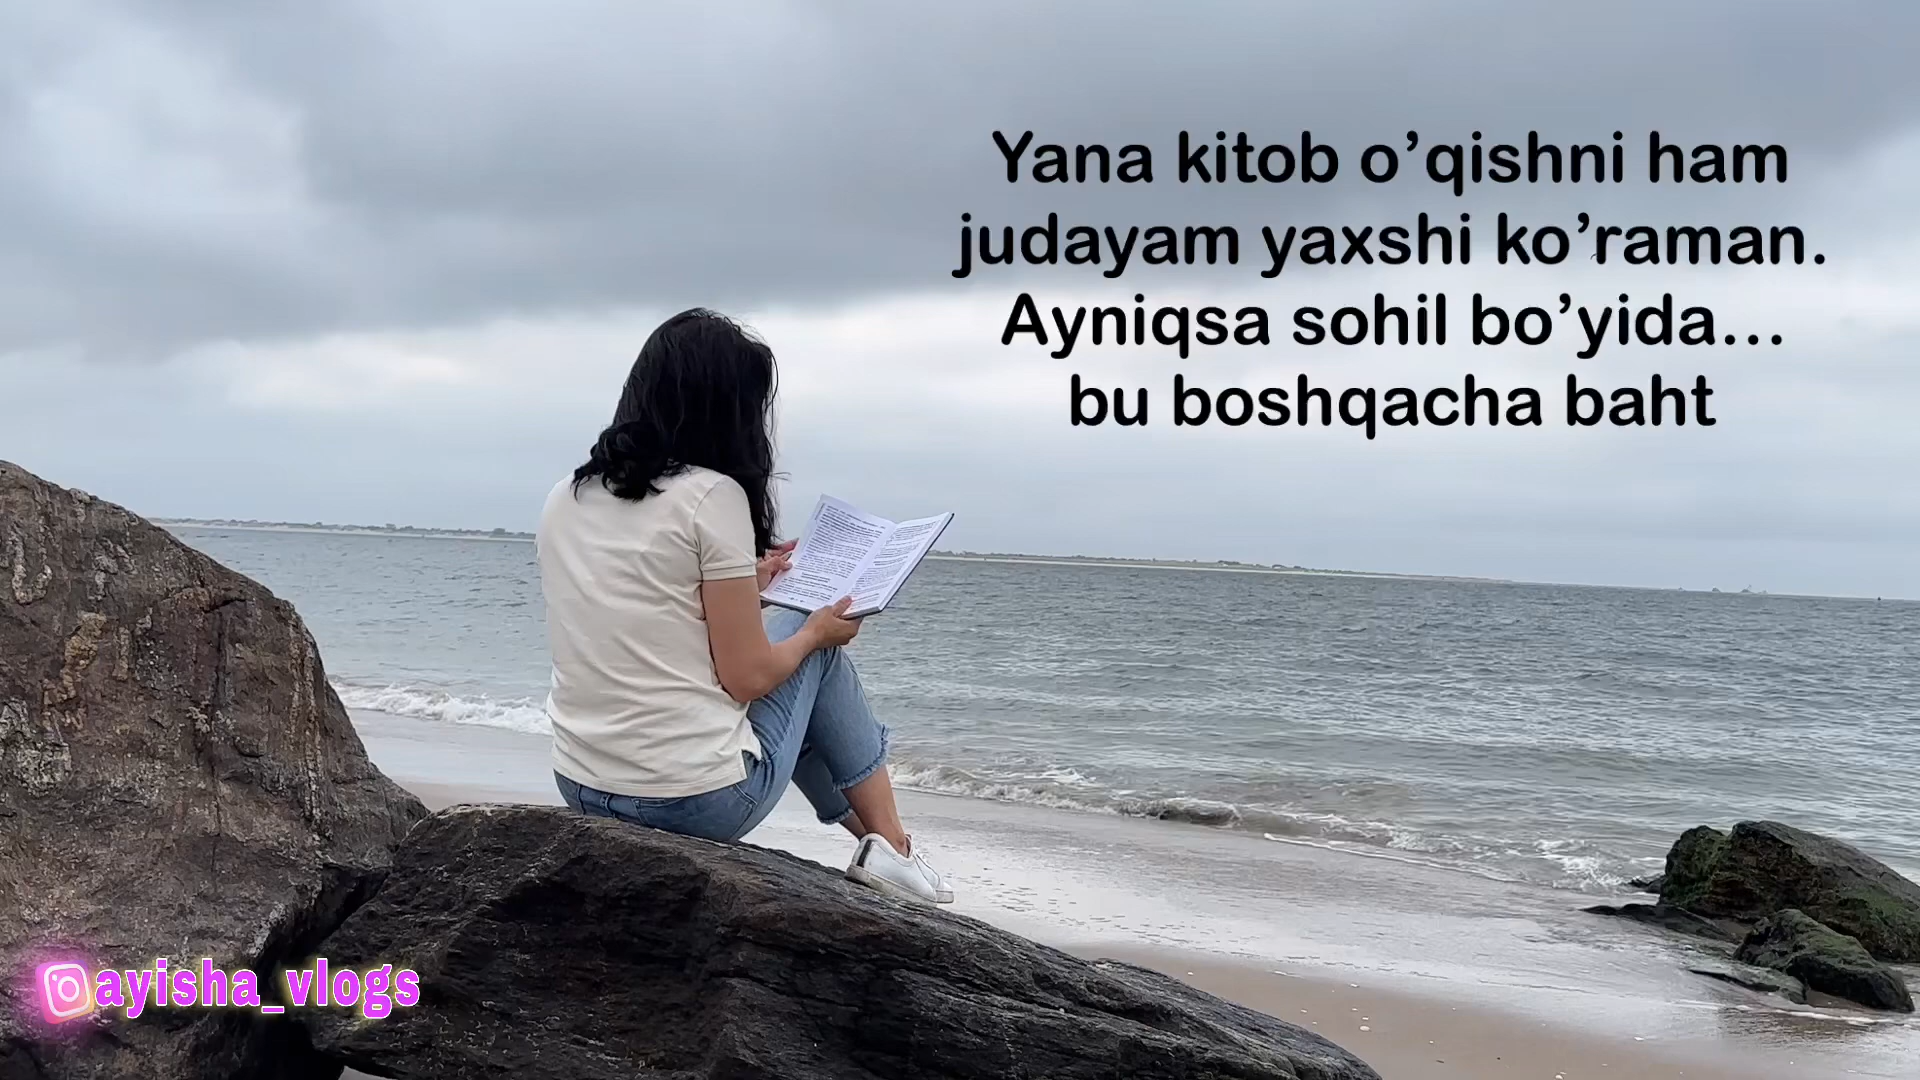 Yana kitob o’qishni ham
judayam yaxshi ko’raman.
Ayniqsa sohil bo’yida...
bu boshqacha baht
ayisha_vlogs